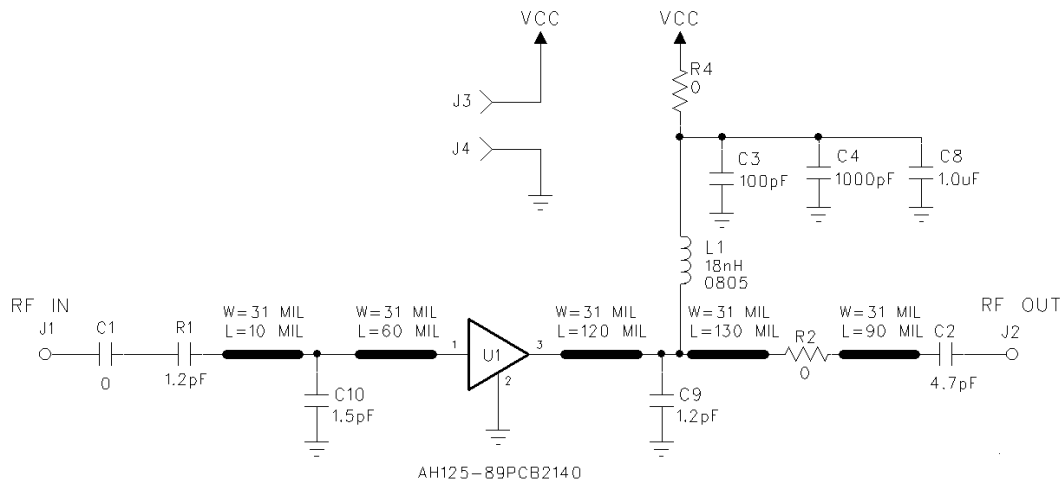 VCC
VCC
R4
0
J3
J4
C3
100pF
C4
1000pF
C8
1.0uF
L1
18nH
0805
RF IN
J1
C1
0
R1
1.2pF
W=31 MIL
L=10 MIL
C10
1.5pF
W=31 MIL
L=60 MIL
1
U1
2
3
W=31 MIL
L=120 MIL
C9
1.2pF
W=31 MIL
L=130 MIL
R2
0
W=31 MIL
L=90 MIL
C2
4.7pF
RF OUT
J2
AH125-89PCB2140